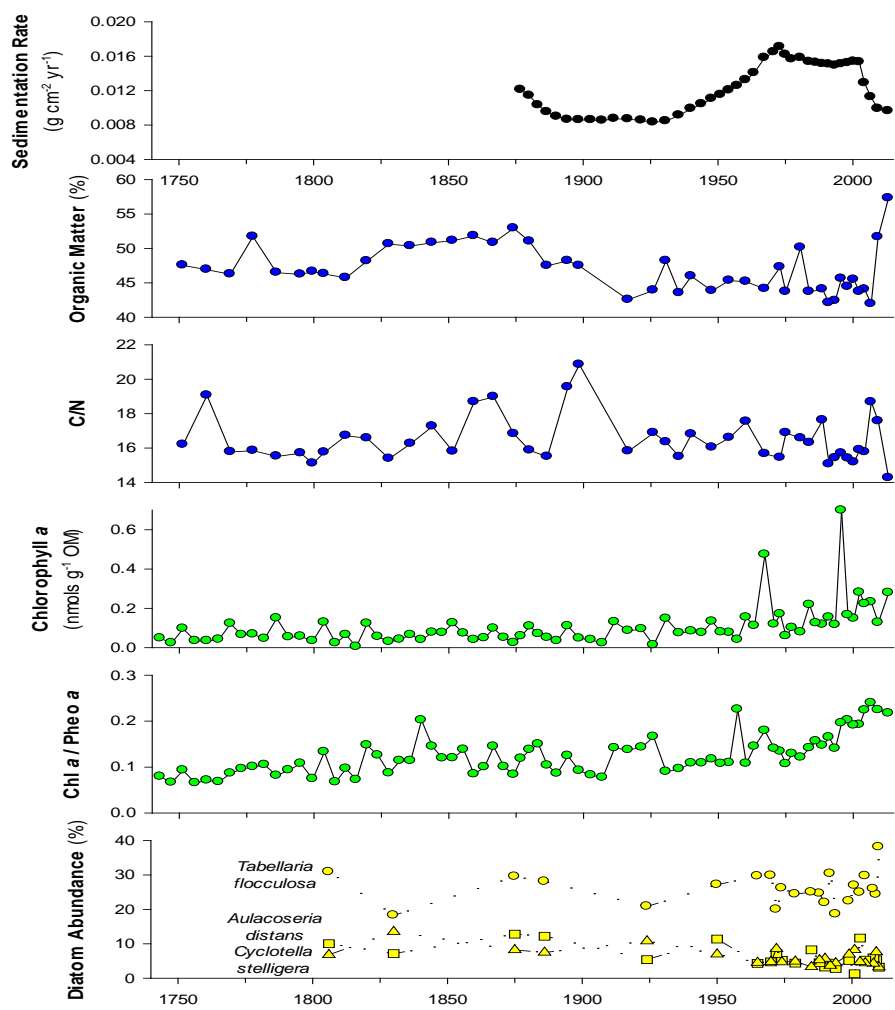 Sedimentation Rate
(g cm-2 yr-1)
0.020
0.016
0.012
0.008
0.004
1750 1800 1850 1900 1950 2000
Organic Matter (%)
60
55
50
45
40
C/N
22
20
18
16
14
Chlorophyll a
(nmols g-1 OM)
0.6
0.4
0.2
0.0
Chl a / Pheo a
0.3
0.2
0.1
0.0
Diatom Abundance (%)
40
30
20
10
0
Tabellaria
flocculosa
Aulacoseria
distans
Cyclotella
stelligera
1750 1800 1850 1900 1950 2000